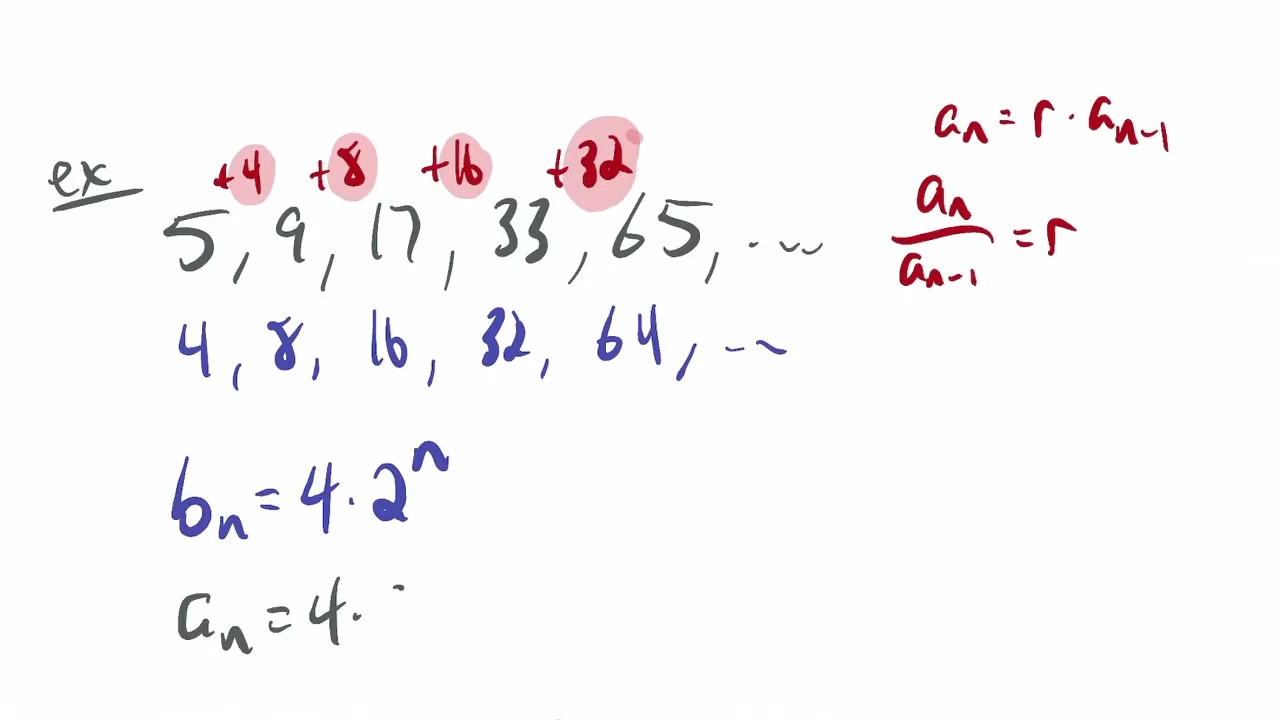 ex
+4 +8 +16 +32
5, 9, 17, 33, 65, ...
4, 8, 16, 32, 64, ...
bₙ = 4 · 2ⁿ
aₙ = 4 ·
aₙ = r · aₙ₋₁
aₙ / aₙ₋₁ = r